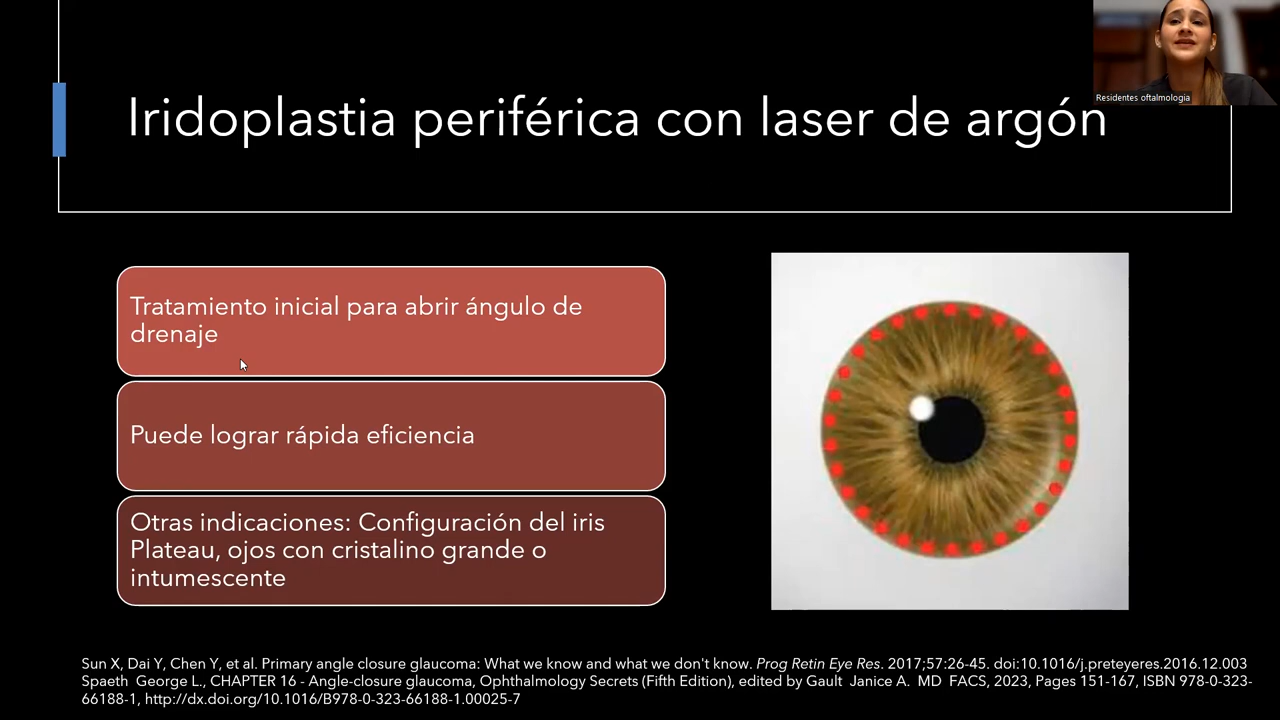 Residentes oftalmología
Iridoplastia periférica con laser de argón
Tratamiento inicial para abrir ángulo de
drenaje
Puede lograr rápida eficiencia
Otras indicaciones: Configuración del iris
Plateau, ojos con cristalino grande o
intumescente
Sun X, Dai Y, Chen Y, et al. Primary angle closure glaucoma: What we know and what we don't know. Prog Retin Eye Res. 2017;57:26-45. doi:10.1016/j.preteyeres.2016.12.003
Spaeth George L., CHAPTER 16 - Angle-closure glaucoma, Ophthalmology Secrets (Fifth Edition), edited by Gault Janice A. MD FACS, 2023, Pages 151-167, ISBN 978-0-323-
66188-1, http://dx.doi.org/10.1016/B978-0-323-66188-1.00025-7